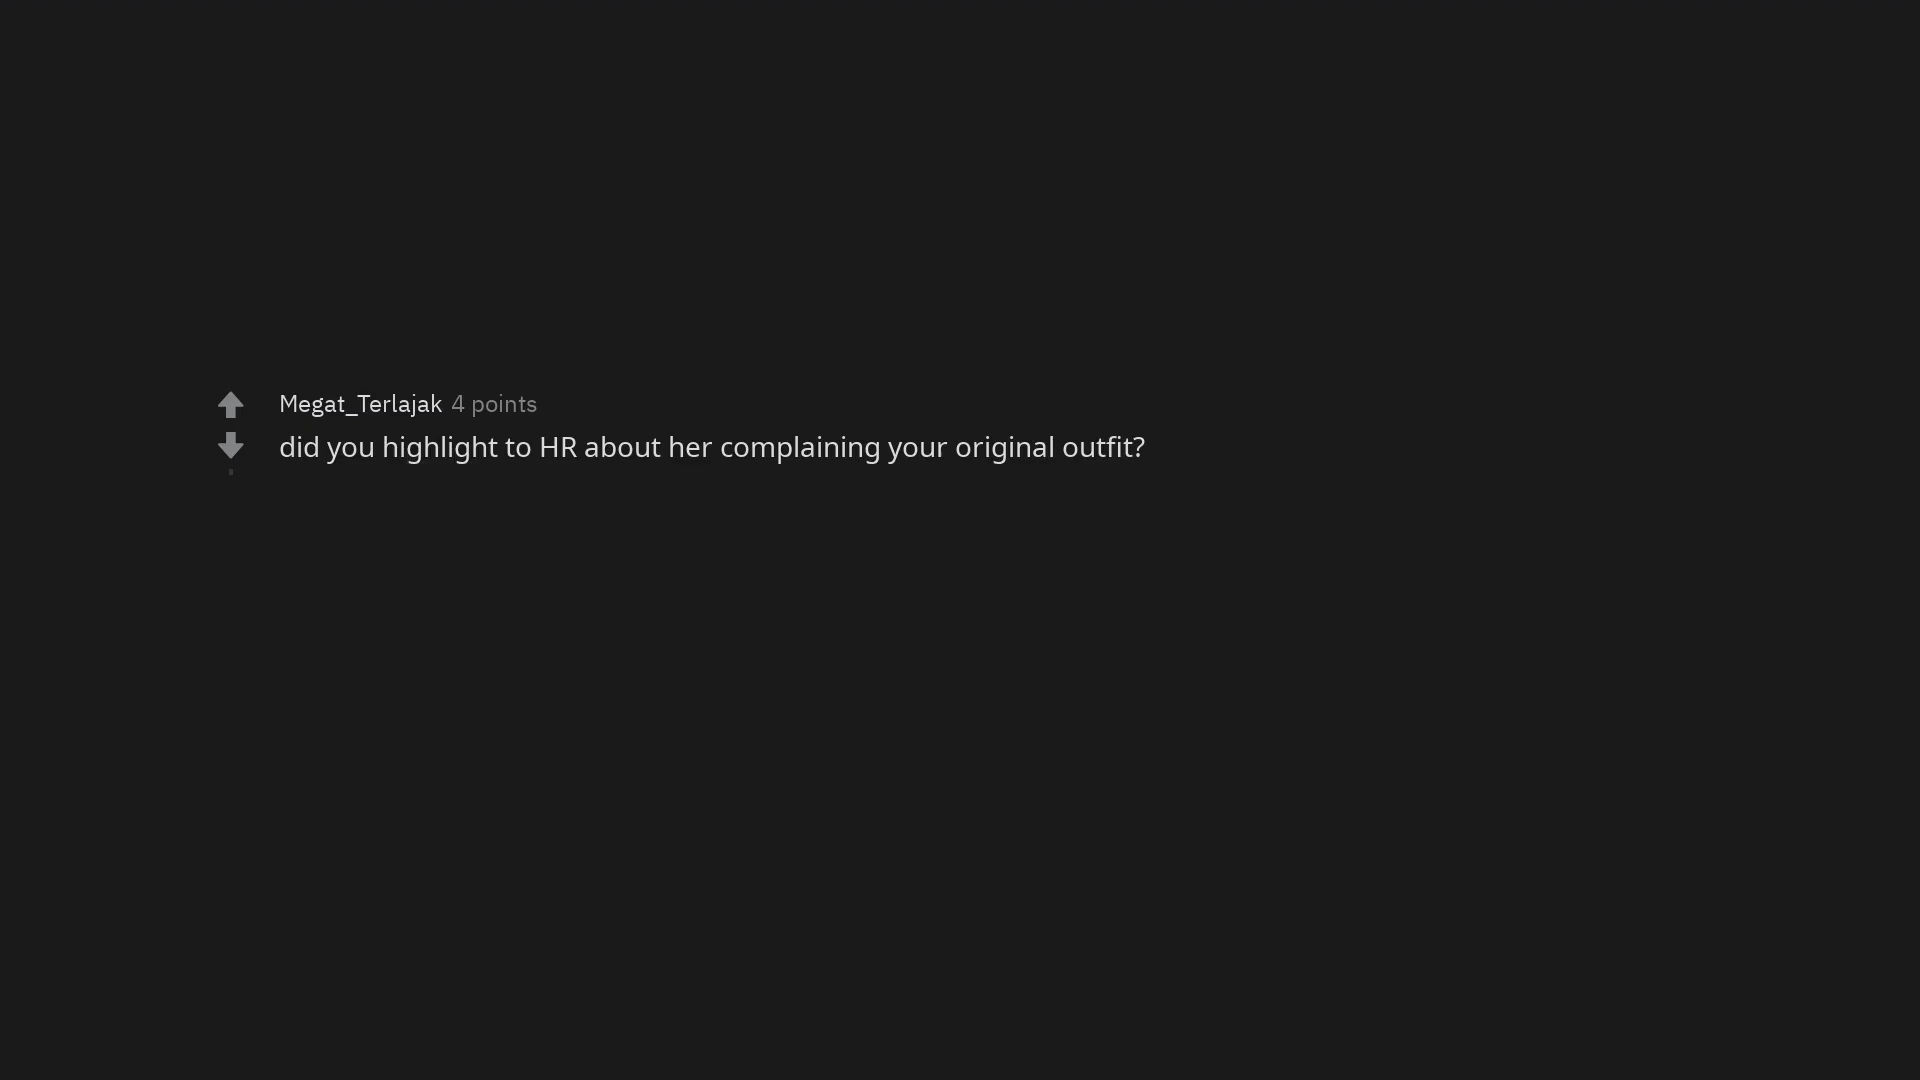 Megat_Terlajak 4 points
did you highlight to HR about her complaining your original outfit?